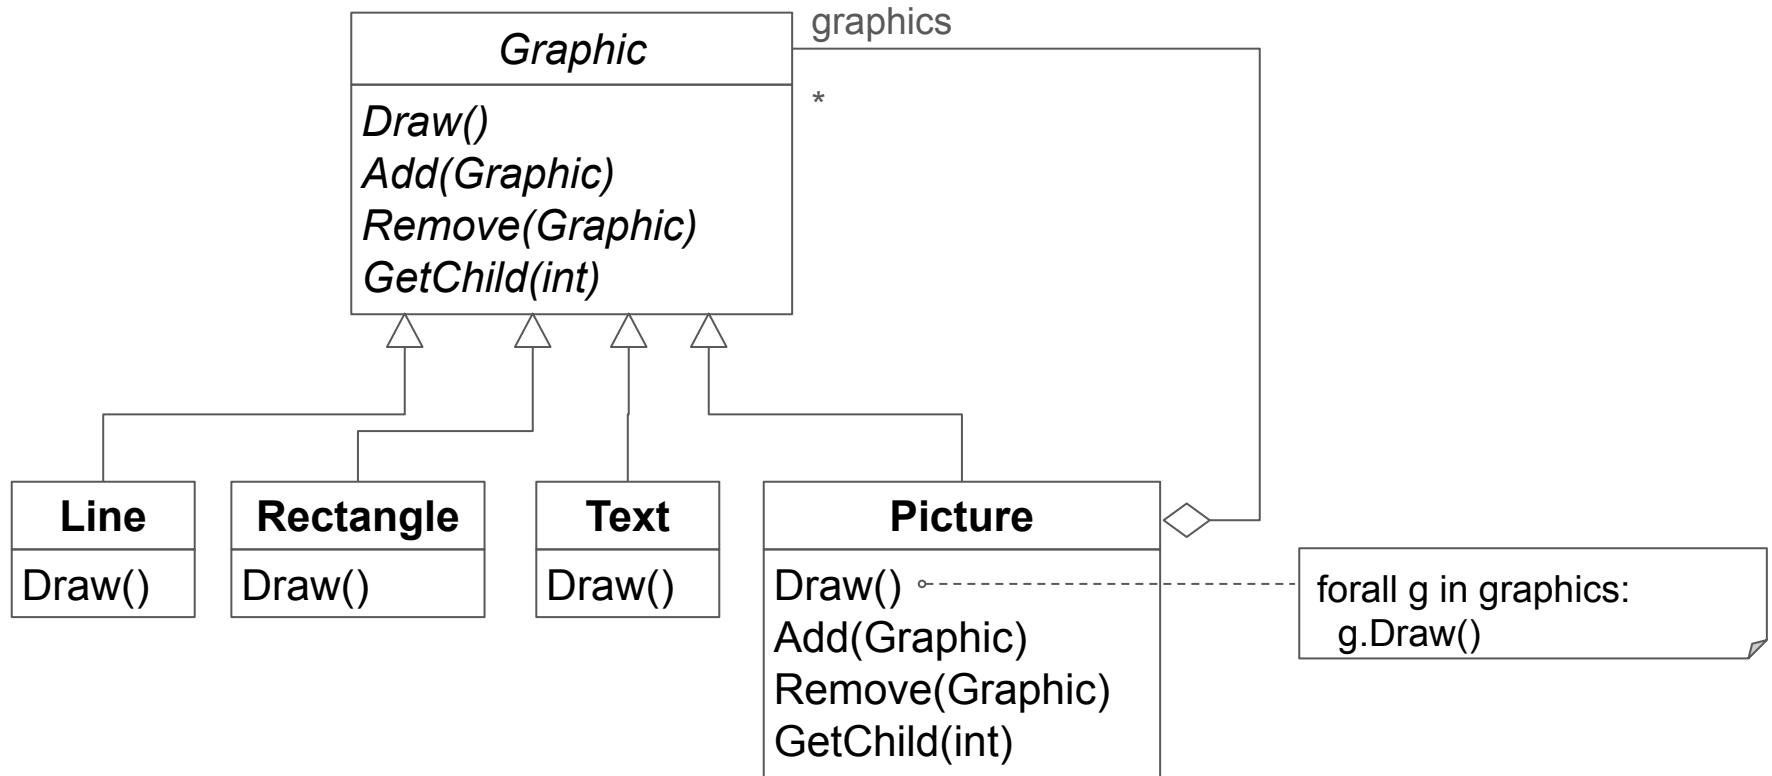 graphics
Graphic
*
Draw()
Add(Graphic)
Remove(Graphic)
GetChild(int)
Line
Draw()
Rectangle
Draw()
Text
Draw()
Picture
Draw()
Add(Graphic)
Remove(Graphic)
GetChild(int)
forall g in graphics:
g.Draw()